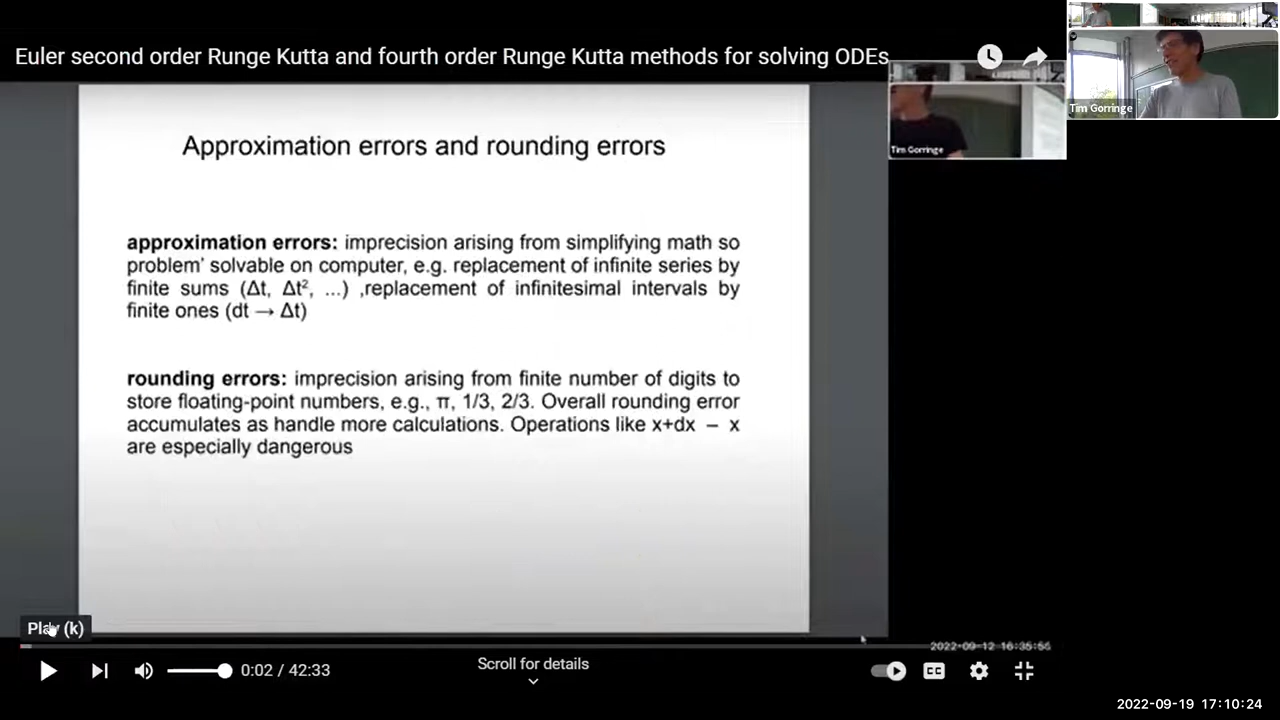 Euler second order Runge Kutta and fourth order Runge Kutta methods for solving ODEs
Tim Gorringe
Tim Gorringe
Approximation errors and rounding errors
approximation errors: imprecision arising from simplifying math so
problem' solvable on computer, e.g. replacement of infinite series by
finite sums (Δt, Δt², ...) ,replacement of infinitesimal intervals by
finite ones (dt → Δt)
rounding errors: imprecision arising from finite number of digits to
store floating-point numbers, e.g., π, 1/3, 2/3. Overall rounding error
accumulates as handle more calculations. Operations like x+dx – x
are especially dangerous
Play (k)
2022-09-12 16:35:56
0:02 / 42:33
Scroll for details
CC
2022-09-19 17:10:24